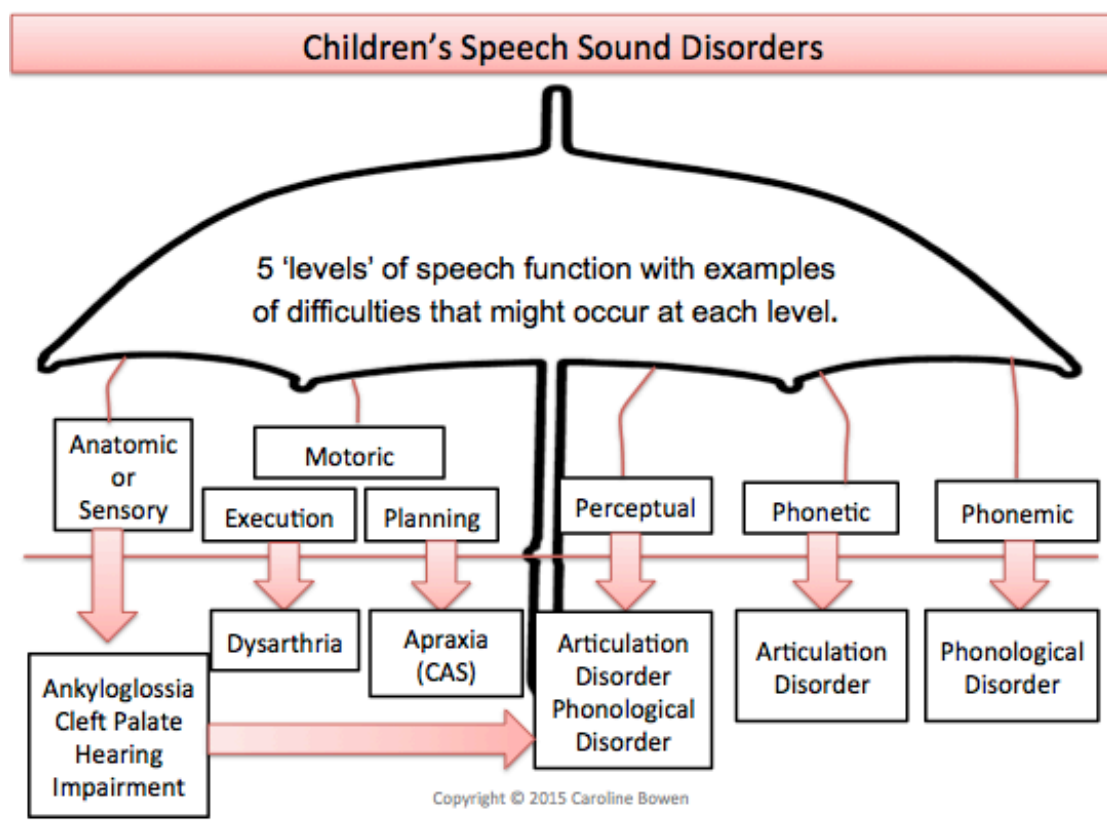 Children’s Speech Sound Disorders
5 ‘levels’ of speech function with examples
of difficulties that might occur at each level.
Anatomic
or
Sensory
Motoric
Execution
Planning
Perceptual
Phonetic
Phonemic
Ankyloglossia
Cleft Palate
Hearing
Impairment
Dysarthria
Apraxia
(CAS)
Articulation
Disorder
Phonological
Disorder
Articulation
Disorder
Phonological
Disorder
Copyright © 2015 Caroline Bowen